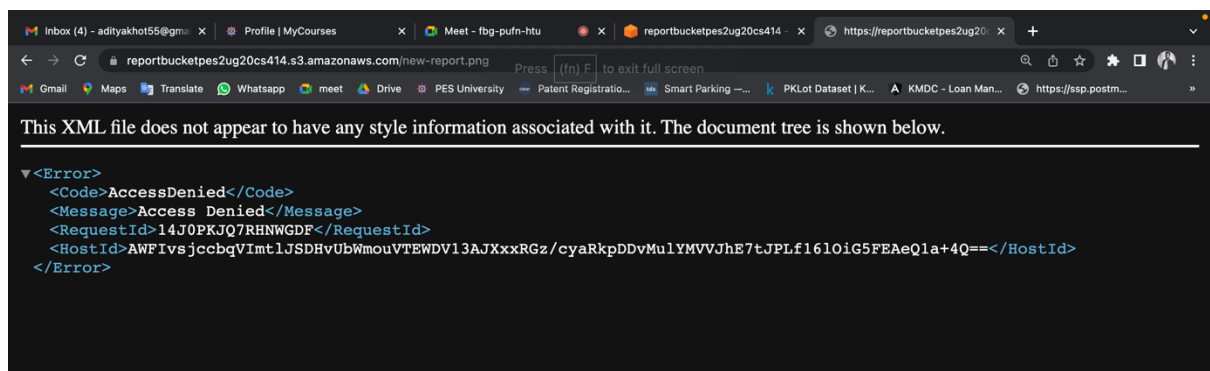 Inbox (4) - adityakhot55@gma
Profile | MyCourses
Meet - fbg-pufn-htu
reportbucketpes2ug20cs414 -
https://reportbucketpes2ug20
reportbucketpes2ug20cs414.s3.amazonaws.com/new-report.png
Press (fn) F to exit full screen
Gmail Maps Translate Whatsapp meet Drive PES University Patent Registratio... Smart Parking —... PKLot Dataset | K... KMDC - Loan Man... https://ssp.postm... »
This XML file does not appear to have any style information associated with it. The document tree is shown below.
▼<Error>
<Code>AccessDenied</Code>
<Message>Access Denied</Message>
<RequestId>14J0PKJQ7RHNWGDF</RequestId>
<HostId>AWFIvsjccbqVImtlJSDHvUbWmouVTEWDV13AJXxxRGz/cyaRkpDDvMulYMVVJhE7tJPLf16lOiG5FEAeQ1a+4Q==</HostId>
</Error>